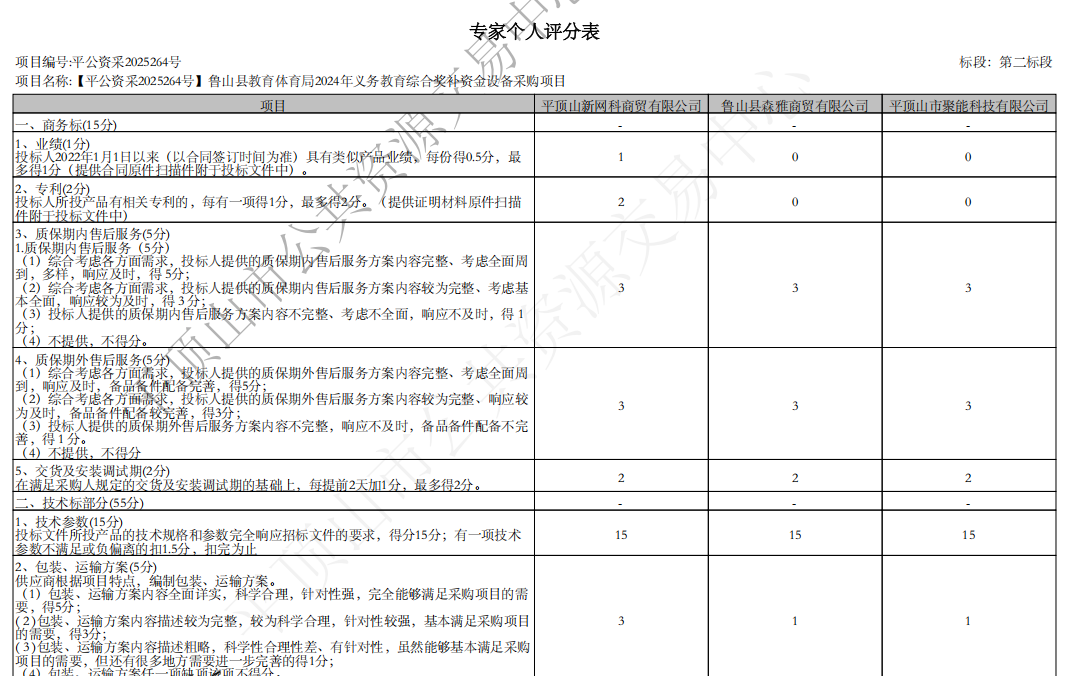 专家个人评分表
项目编号:平公资采2025264号
标段：第二标段
项目名称:【平公资采2025264号】鲁山县教育体育局2024年义务教育综合奖补资金设备采购项目
项目 平顶山新网科商贸有限公司 鲁山县森雅商贸有限公司 平顶山市聚能科技有限公司
一、商务标(15分) - - -
1、业绩(1分)
投标人2022年1月1日以来（以合同签订时间为准）具有类似产品业绩，每份得0.5分，最
多得1分（提供合同原件扫描件附于投标文件中）。
1 0 0
2、专利(2分)
投标人所投产品有相关专利的，每有一项得1分，最多得2分。（提供证明材料原件扫描
件附于投标文件中）
2 0 0
3、质保期内售后服务(5分)
1.质保期内售后服务（5分）
（1）综合考虑各方面需求，投标人提供的质保期内售后服务方案内容完整、考虑全面周
到，多样，响应及时，得 5分；
（2）综合考虑各方面需求，投标人提供的质保期内售后服务方案内容较为完整、考虑基
本全面，响应较为及时，得 3 分；
（3）投标人提供的质保期内售后服务方案内容不完整、考虑不全面，响应不及时，得 1
分；
（4）不提供，不得分。
3 3 3
4、质保期外售后服务(5分)
（1）综合考虑各方面需求，投标人提供的质保期外售后服务方案内容完整、考虑全面周
到，响应及时，备品备件配备完善，得5分；
（2）综合考虑各方面需求，投标人提供的质保期外售后服务方案内容较为完整、响应较
为及时，备品备件配备较完善，得3分；
（3）投标人提供的质保期外售后服务方案内容不完整，响应不及时，备品备件配备不完
善，得 1 分。
（4）不提供，不得分
3 3 3
5、交货及安装调试期(2分)
在满足采购人规定的交货及安装调试期的基础上，每提前2天加1分，最多得2分。
2 2 2
二、技术标部分(55分) - - -
1、技术参数(15分)
投标文件所投产品的技术规格和参数完全响应招标文件的要求，得分15分；有一项技术
参数不满足或负偏离的扣1.5分，扣完为止
15 15 15
2、包装、运输方案(5分)
供应商根据项目特点，编制包装、运输方案。
（1）包装、运输方案内容全面详实，科学合理，针对性强，完全能够满足采购项目的需
要，得5分；
(2)包装、运输方案内容描述较为完整，较为科学合理，针对性较强，基本满足采购项目
的需要，得3分；
(3)包装、运输方案内容描述粗略，科学性合理性差、有针对性，虽然能够基本满足采购
项目的需要，但还有很多地方需要进一步完善的得1分；
（4）包装、运输方案任一项缺项该项不得分。
3 1 1
平顶山市公共资源交易中心
平顶山市公共资源交易中心